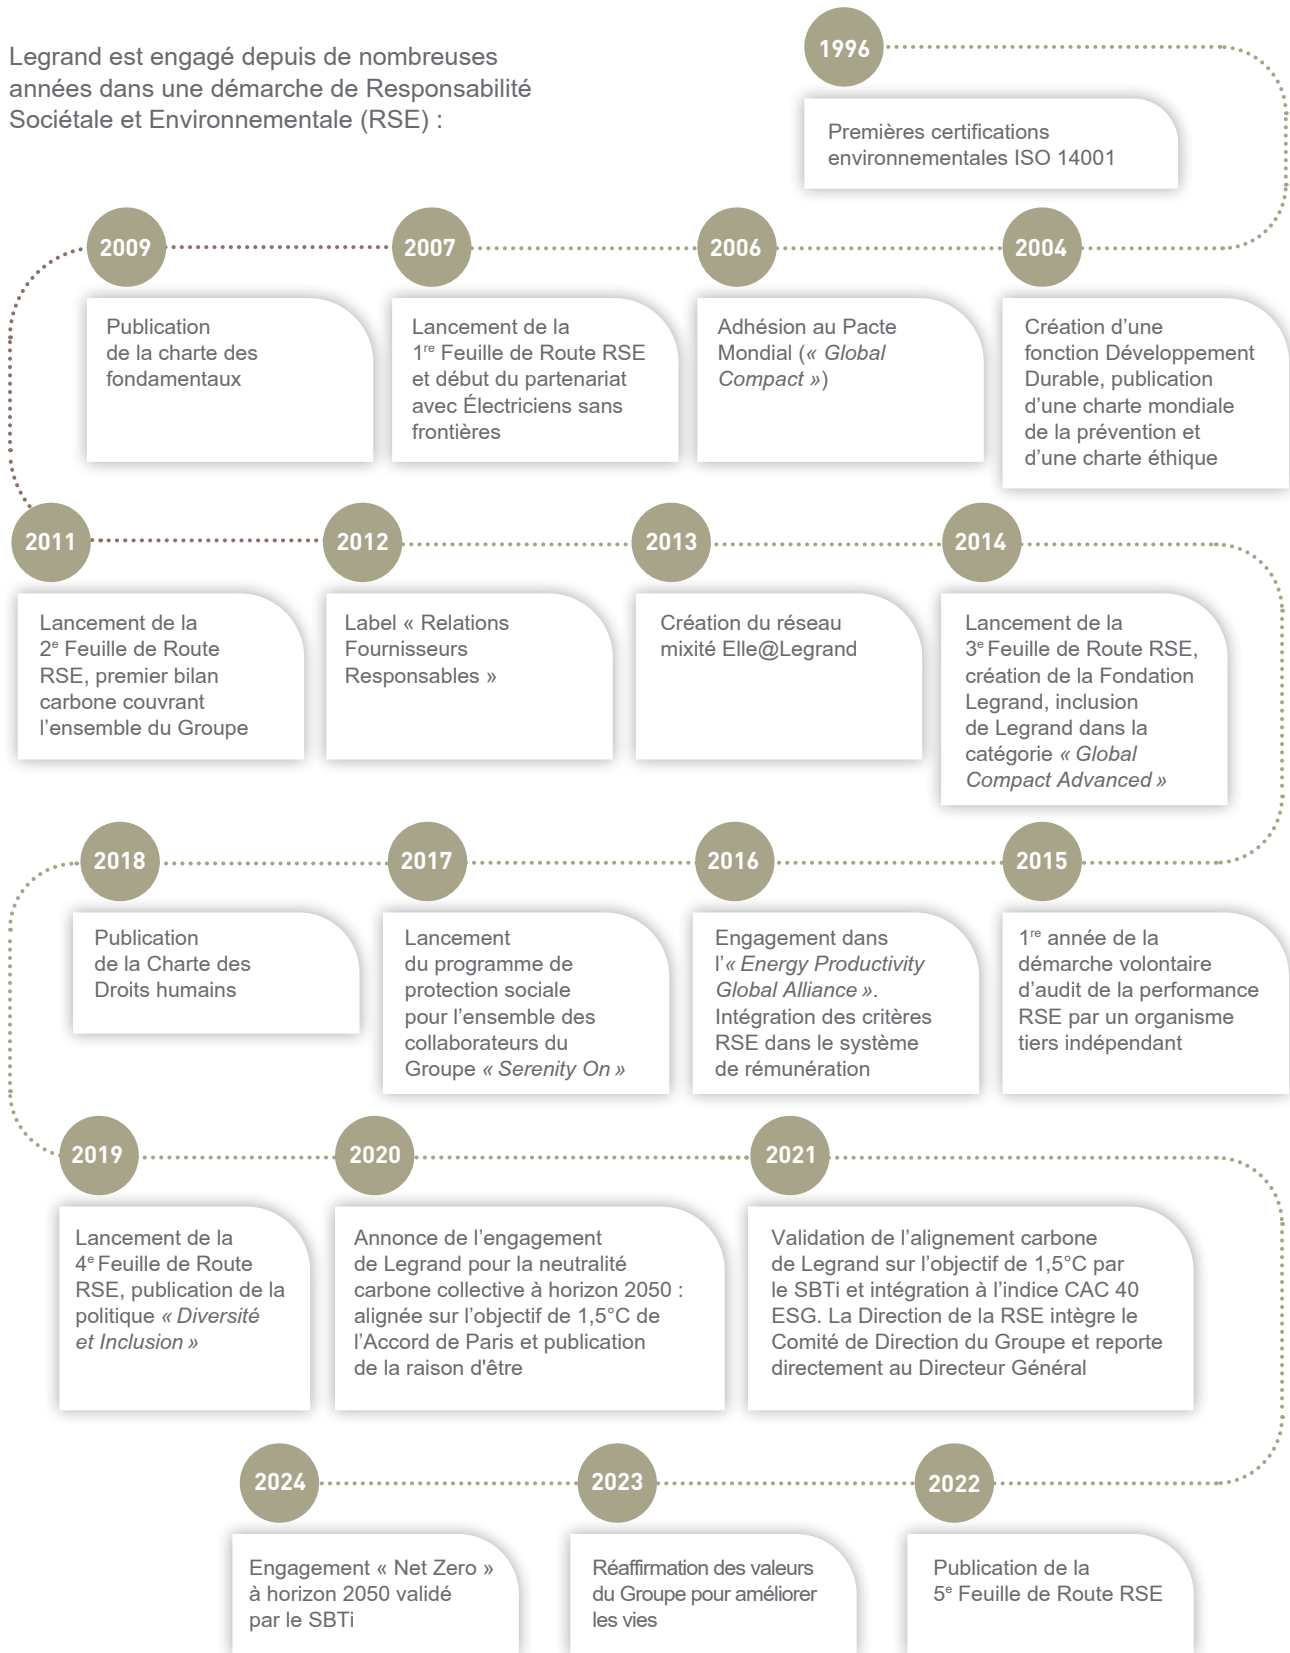 Legrand est engagé depuis de nombreuses
années dans une démarche de Responsabilité
Sociétale et Environnementale (RSE) :
1996
Premières certifications
environnementales ISO 14001
2004
Création d’une
fonction Développement
Durable, publication
d’une charte mondiale
de la prévention et
d’une charte éthique
2006
Adhésion au Pacte
Mondial (« Global
Compact »)
2007
Lancement de la
1re Feuille de Route RSE
et début du partenariat
avec Électriciens sans
frontières
2009
Publication
de la charte des
fondamentaux
2011
Lancement de la
2e Feuille de Route
RSE, premier bilan
carbone couvrant
l’ensemble du Groupe
2012
Label « Relations
Fournisseurs
Responsables »
2013
Création du réseau
mixité Elle@Legrand
2014
Lancement de la
3e Feuille de Route RSE,
création de la Fondation
Legrand, inclusion
de Legrand dans la
catégorie « Global
Compact Advanced »
2015
1re année de la
démarche volontaire
d’audit de la performance
RSE par un organisme
tiers indépendant
2016
Engagement dans
l’« Energy Productivity
Global Alliance ».
Intégration des critères
RSE dans le système
de rémunération
2017
Lancement
du programme de
protection sociale
pour l’ensemble des
collaborateurs du
Groupe « Serenity On »
2018
Publication
de la Charte des
Droits humains
2019
Lancement de la
4e Feuille de Route
RSE, publication de la
politique « Diversité
et Inclusion »
2020
Annonce de l’engagement
de Legrand pour la neutralité
carbone collective à horizon 2050 :
alignée sur l’objectif de 1,5°C de
l’Accord de Paris et publication
de la raison d'être
2021
Validation de l’alignement carbone
de Legrand sur l’objectif de 1,5°C par
le SBTi et intégration à l’indice CAC 40
ESG. La Direction de la RSE intègre le
Comité de Direction du Groupe et reporte
directement au Directeur Général
2022
Publication de la
5e Feuille de Route RSE
2023
Réaffirmation des valeurs
du Groupe pour améliorer
les vies
2024
Engagement « Net Zero »
à horizon 2050 validé
par le SBTi